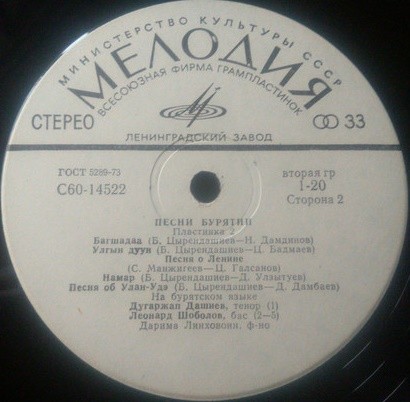 МИНИСТЕРСТВО КУЛЬТУРЫ СССР
МЕЛОДИЯ
ВСЕСОЮЗНАЯ ФИРМА ГРАМПЛАСТИНОК
СТЕРЕО
33
ЛЕНИНГРАДСКИЙ ЗАВОД
ГОСТ 5289-73
С60-14522
вторая гр
1-20
Сторона 2
ПЕСНИ БУРЯТИИ
Пластинка 2
Багшадаа (Б. Цырендашиев—Н. Дамдинов)
Улгын дуун (Б. Цырендашиев—Ц. Бадмаев)
Песня о Ленине
(С. Манжигеев—Ц. Галсанов)
Намар (Б. Цырендашиев—Д. Улзытуев)
Песня об Улан-Удэ (Б. Цырендашиев—Д. Дамбаев)
На бурятском языке
Дугаржап Дашиев, тенор (1)
Леонард Шоболов, бас (2—5)
Дарима Линховоин, ф-но